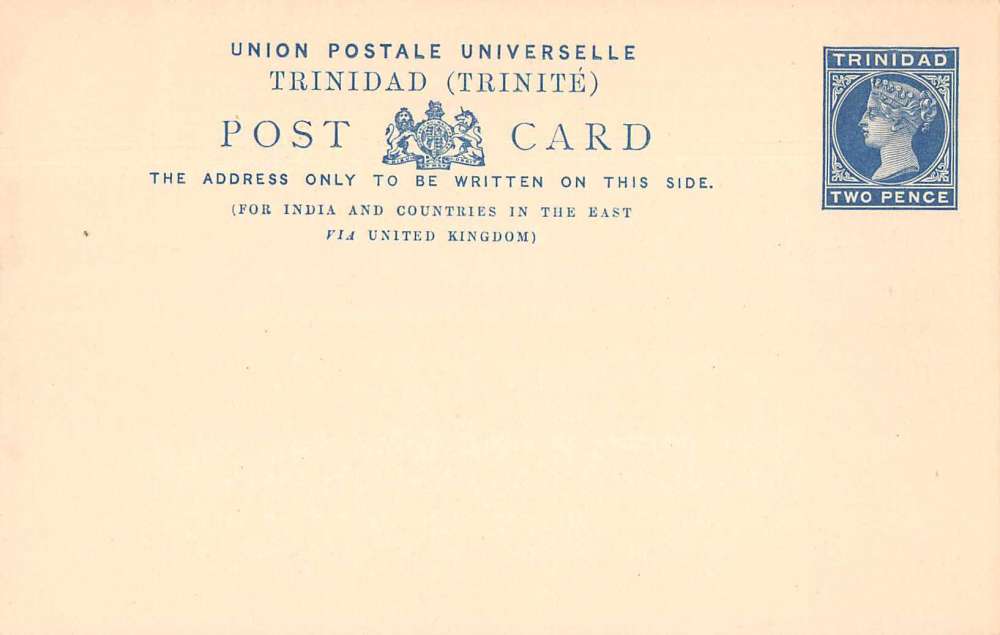 UNION POSTALE UNIVERSELLE
TRINIDAD (TRINITÉ)
POST CARD
THE ADDRESS ONLY TO BE WRITTEN ON THIS SIDE.
(FOR INDIA AND COUNTRIES IN THE EAST
VIA UNITED KINGDOM)
TRINIDAD
TWO PENCE